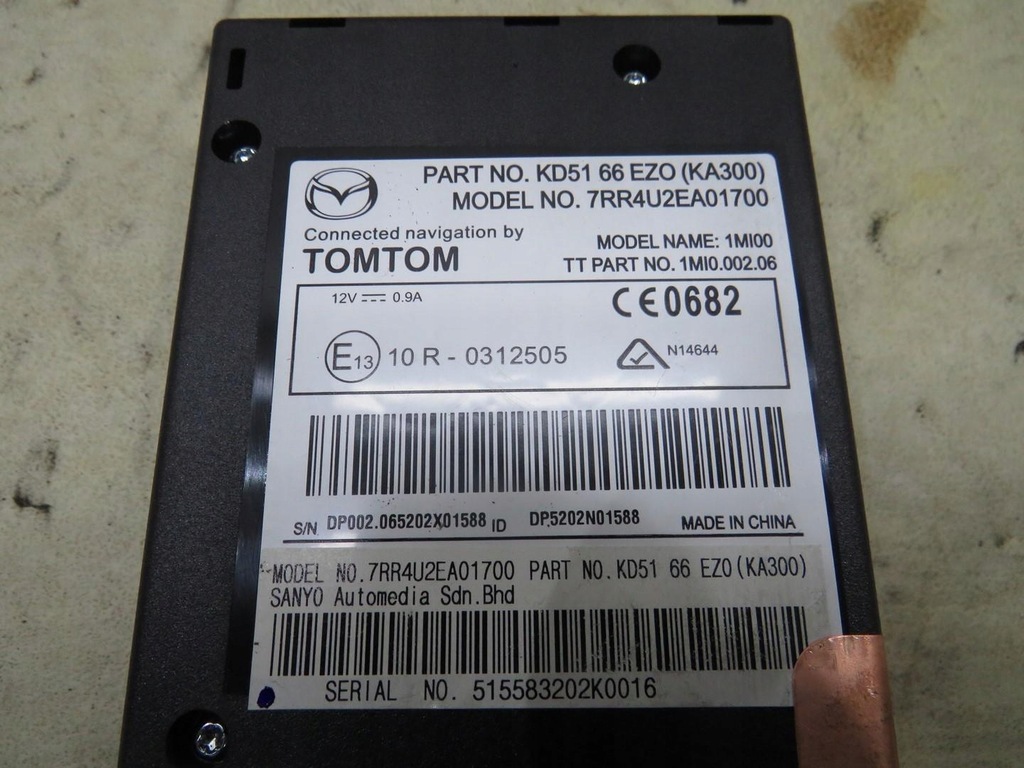 PART NO. KD51 66 EZO (KA300)
MODEL NO. 7RR4U2EA01700
Connected navigation by
TOMTOM
MODEL NAME: 1MI00
TT PART NO. 1MI0.002.06
12V 0.9A
CE0682
E13 10 R - 0312505
N14644
S/N DP002.065202X01588 ID DP5202N01588 MADE IN CHINA
MODEL NO.7RR4U2EA01700 PART NO.KD51 66 EZO(KA300)
SANYO Automedia Sdn.Bhd
SERIAL NO. 515583202K0016